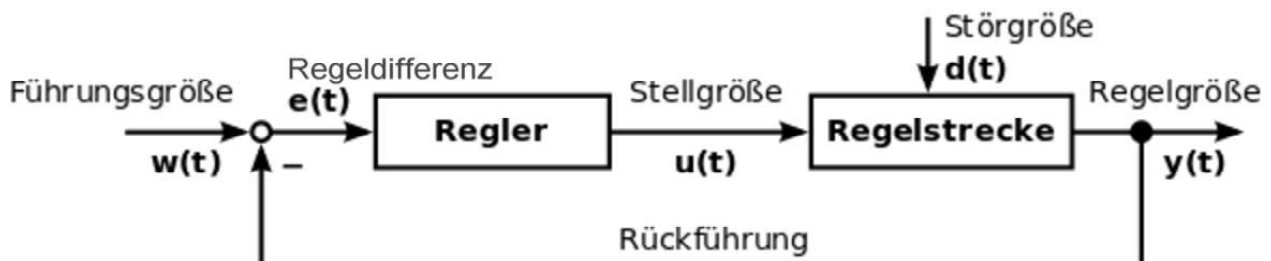 Führungsgröße
w(t)
–
Regeldifferenz
e(t)
Regler
Stellgröße
u(t)
Störgröße
d(t)
Regelstrecke
Regelgröße
y(t)
Rückführung